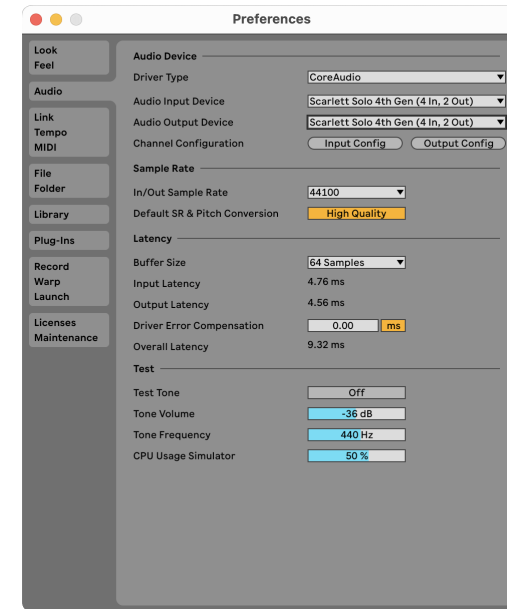 Preferences
Look
Feel
Audio
Link
Tempo
MIDI
File
Folder
Library
Plug-Ins
Record
Warp
Launch
Licenses
Maintenance
Audio Device
Driver Type CoreAudio
Audio Input Device Scarlett Solo 4th Gen (4 In, 2 Out)
Audio Output Device Scarlett Solo 4th Gen (4 In, 2 Out)
Channel Configuration Input Config Output Config
Sample Rate
In/Out Sample Rate 44100
Default SR & Pitch Conversion High Quality
Latency
Buffer Size 64 Samples
Input Latency 4.76 ms
Output Latency 4.56 ms
Driver Error Compensation 0.00 ms
Overall Latency 9.32 ms
Test
Test Tone Off
Tone Volume -36 dB
Tone Frequency 440 Hz
CPU Usage Simulator 50 %